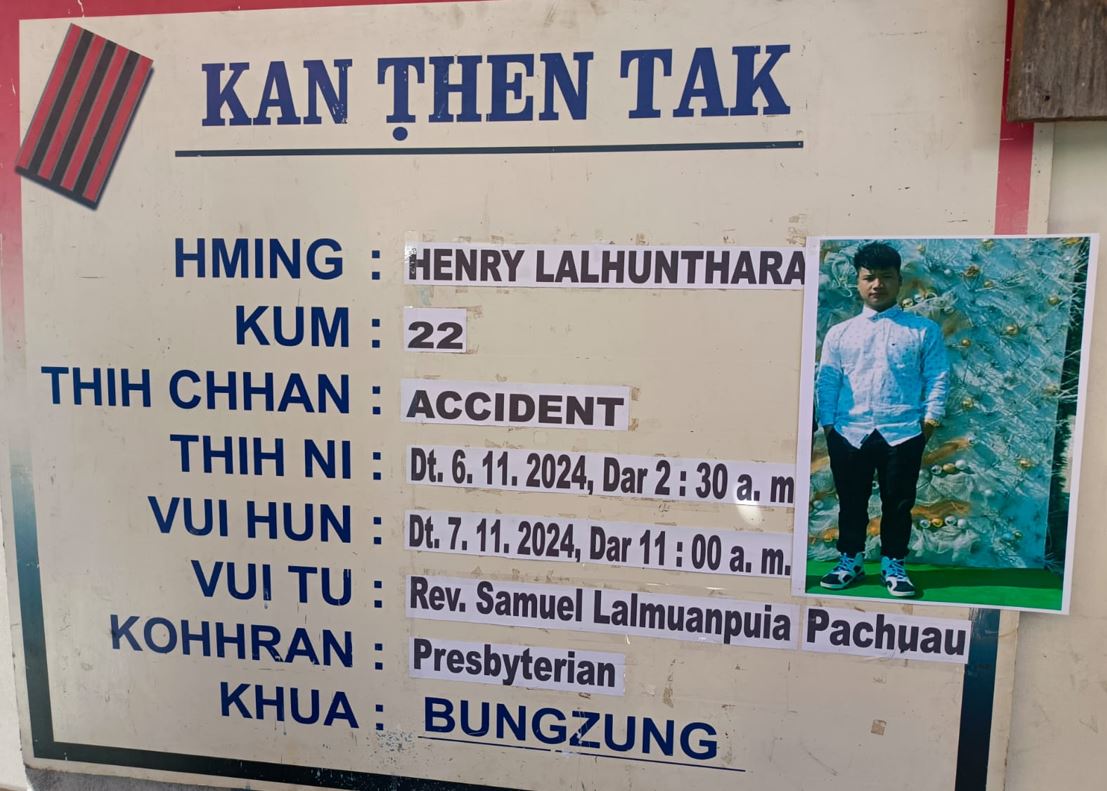 KAN ṬHEN TAK
HMING : HENRY LALHUNTHARA
KUM : 22
THIH CHHAN : ACCIDENT
THIH NI : Dt. 6. 11. 2024, Dar 2 : 30 a. m
VUI HUN : Dt. 7. 11. 2024, Dar 11 : 00 a. m.
VUI TU : Rev. Samuel Lalmuanpuia Pachuau
KOHHRAN : Presbyterian
KHUA : BUNGZUNG